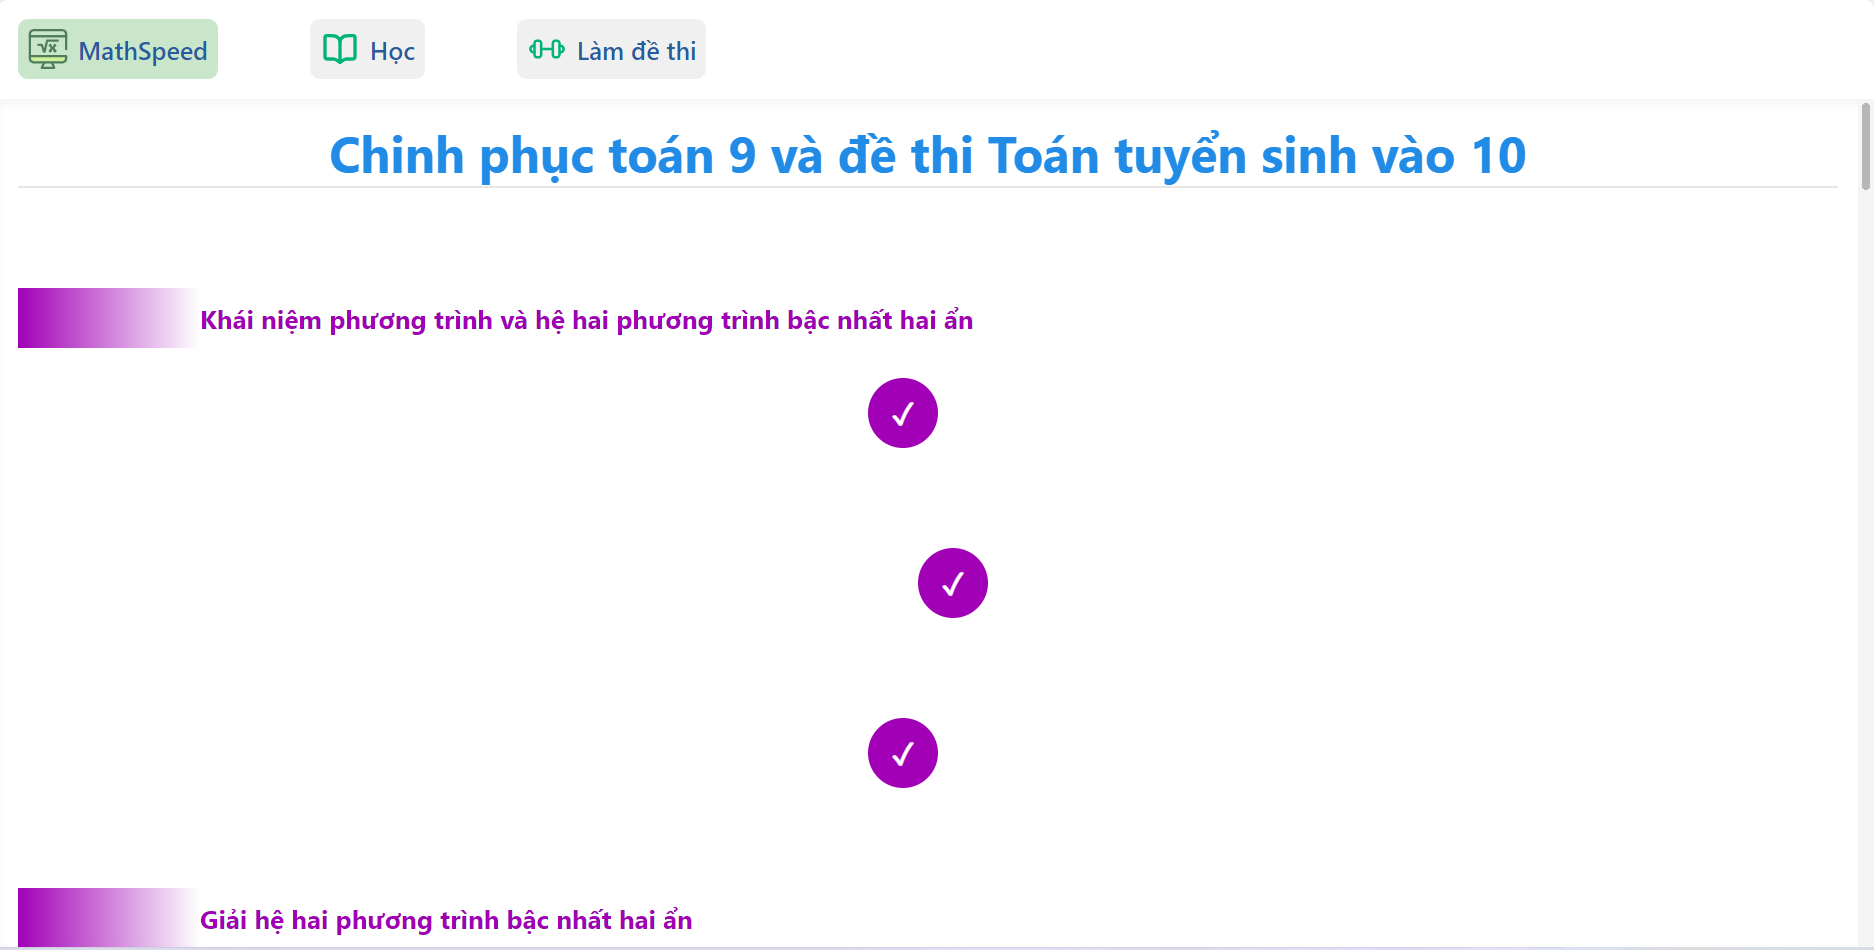 √x MathSpeed
Học
Làm đề thi
Chinh phục toán 9 và đề thi Toán tuyển sinh vào 10
Khái niệm phương trình và hệ hai phương trình bậc nhất hai ẩn
✓
✓
✓
Giải hệ hai phương trình bậc nhất hai ẩn